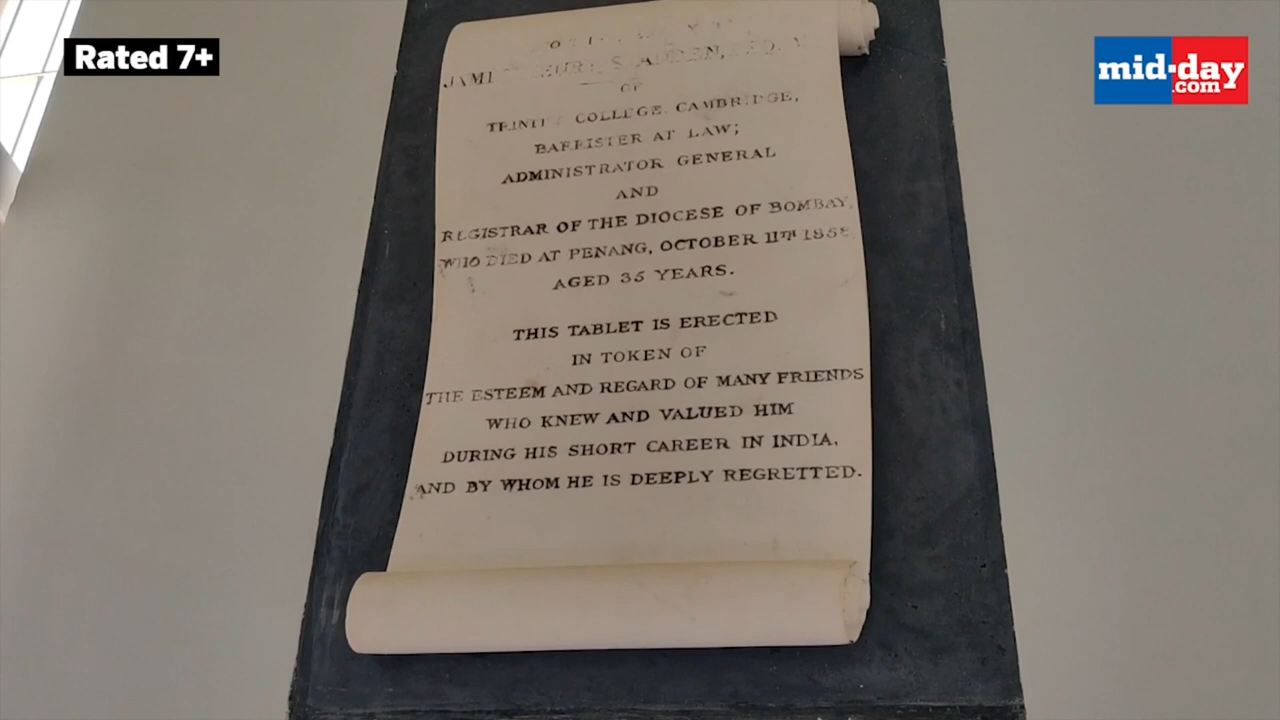 Rated 7+
mid-day
.com
OF
COLLEGE. CAMBRIDGE,
BARRISTER AT LAW;
ADMINISTRATOR GENERAL
AND
REGISTRAR OF THE DIOCESE OF BOMBAY,
WHO DIED AT PENANG, OCTOBER 11TH
AGED 35 YEARS.
THIS TABLET IS ERECTED
IN TOKEN OF
THE ESTEEM AND REGARD OF MANY FRIENDS
WHO KNEW AND VALUED HIM
DURING HIS SHORT CAREER IN INDIA,
AND BY WHOM HE IS DEEPLY REGRETTED.